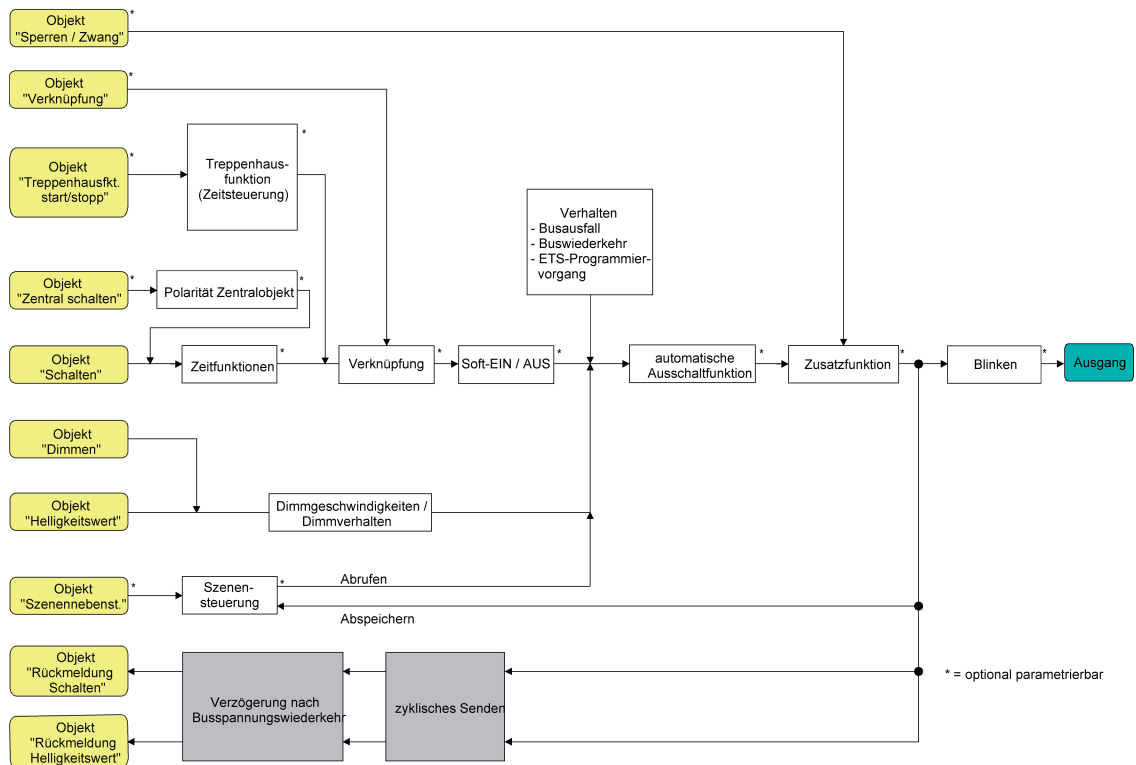 Objekt
"Sperren / Zwang"
*
Objekt
"Verknüpfung"
*
Objekt
"Treppenhausfkt.
start/stopp"
*
Treppenhaus-
funktion
(Zeitsteuerung)
*
Verhalten
- Busausfall
- Buswiederkehr
- ETS-Programmier-
vorgang
Objekt
"Zentral schalten"
*
Polarität Zentralobjekt
*
Objekt
"Schalten"
Zeitfunktionen
*
Verknüpfung
*
Soft-EIN / AUS
*
automatische
Ausschaltfunktion
*
Zusatzfunktion
*
Blinken
*
Ausgang
Objekt
"Dimmen"
Objekt
"Helligkeitswert"
Dimmgeschwindigkeiten /
Dimmverhalten
Objekt
"Szenennebenst."
*
Szenen-
steuerung
*
Abrufen
Abspeichern
Objekt
"Rückmeldung
Schalten"
Verzögerung nach
Busspannungswiederkehr
zyklisches Senden
* = optional parametrierbar
Objekt
"Rückmeldung
Helligkeitswert"